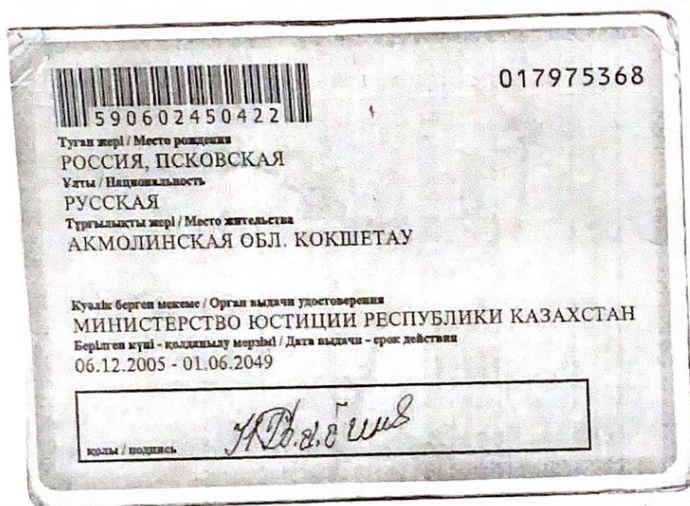 017975368
590602450422
Туған жері / Место рождения
РОССИЯ, ПСКОВСКАЯ
Ұлты / Национальность
РУССКАЯ
Тұрғылықты жері / Место жительства
АКМОЛИНСКАЯ ОБЛ. КОКШЕТАУ
Куәлік берген мекеме / Орган выдачи удостоверения
МИНИСТЕРСТВО ЮСТИЦИИ РЕСПУБЛИКИ КАЗАХСТАН
Берілген күні - қолданылу мерзімі / Дата выдачи - срок действия
06.12.2005 - 01.06.2049
қолы / подпись